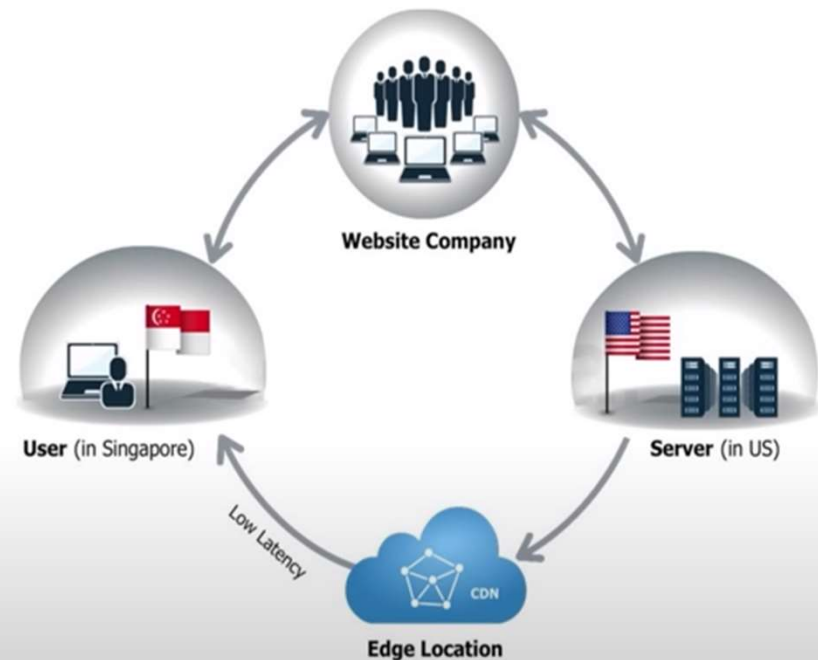 Website Company
User (in Singapore)
Server (in US)
Low Latency
CDN
Edge Location